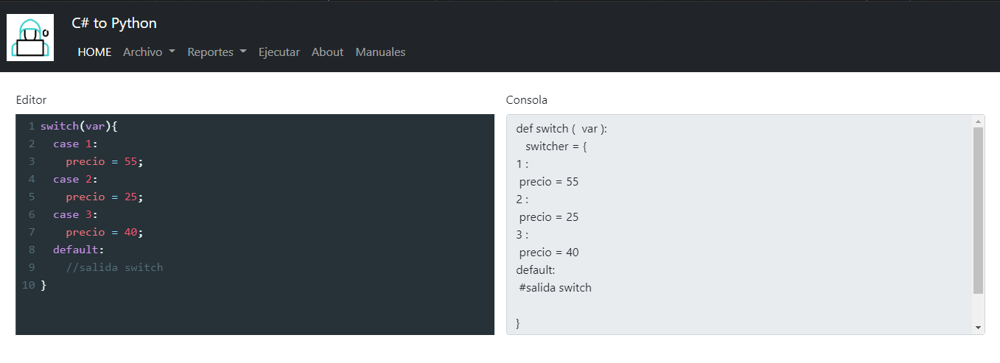 C# to Python
HOME Archivo Reportes Ejecutar About Manuales
Editor
1 switch(var){
2 case 1:
3 precio = 55;
4 case 2:
5 precio = 25;
6 case 3:
7 precio = 40;
8 default:
9 //salida switch
10 }
Consola
def switch ( var ):
switcher = {
1 :
precio = 55
2 :
precio = 25
3 :
precio = 40
default:
#salida switch
}